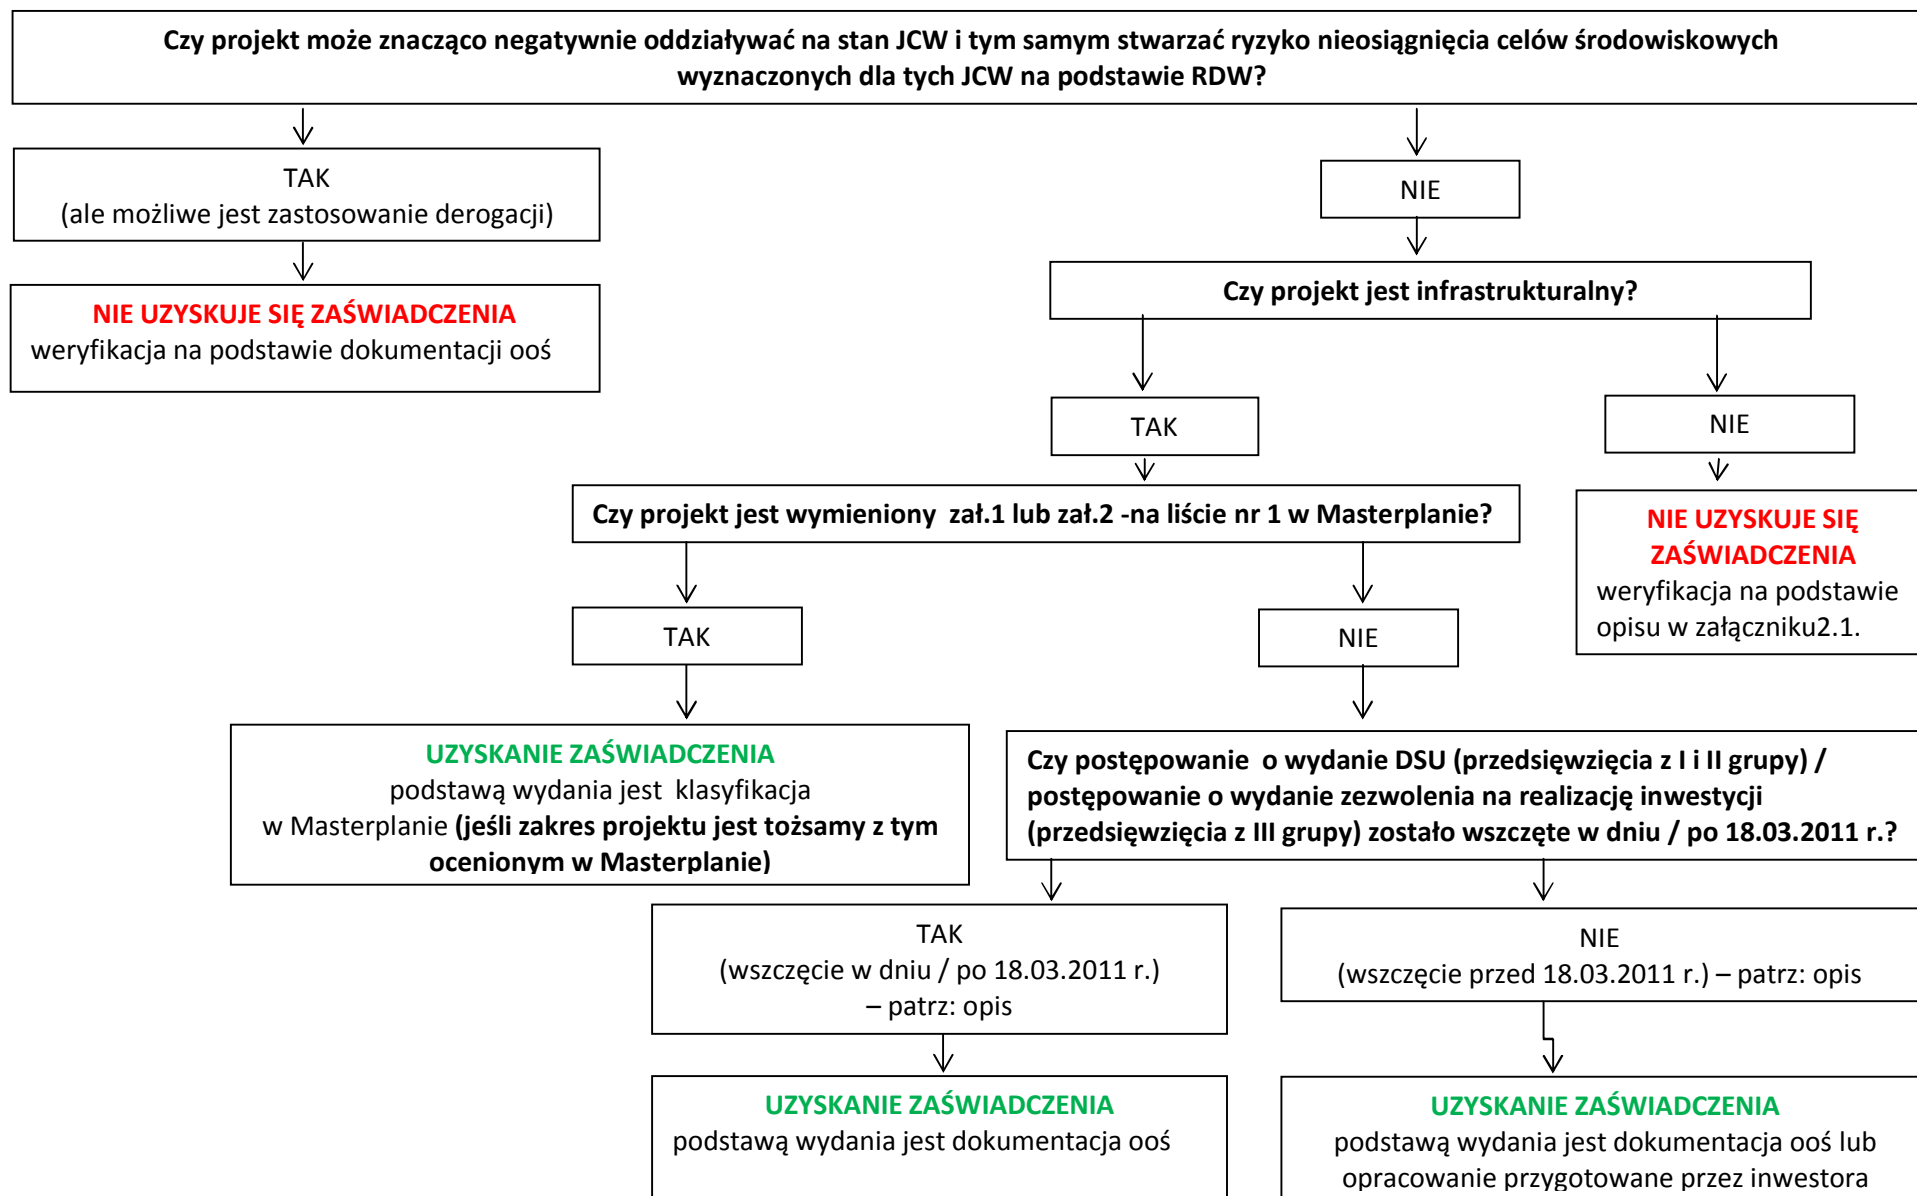 Czy projekt może znacząco negatywnie oddziaływać na stan JCW i tym samym stwarzać ryzyko nieosiągnięcia celów środowiskowych
wyznaczonych dla tych JCW na podstawie RDW?
TAK
(ale możliwe jest zastosowanie derogacji)
NIE
NIE UZYSKUJE SIĘ ZAŚWIADCZENIA
weryfikacja na podstawie dokumentacji ooś
Czy projekt jest infrastrukturalny?
TAK
NIE
Czy projekt jest wymieniony  zał.1 lub zał.2 -na liście nr 1 w Masterplanie?
NIE UZYSKUJE SIĘ
ZAŚWIADCZENIA
weryfikacja na podstawie
opisu w załączniku2.1.
TAK
NIE
UZYSKANIE ZAŚWIADCZENIA
podstawą wydania jest  klasyfikacja
w Masterplanie (jeśli zakres projektu jest tożsamy z tym
ocenionym w Masterplanie)
Czy postępowanie  o wydanie DSU (przedsięwzięcia z I i II grupy) /
postępowanie o wydanie zezwolenia na realizację inwestycji
(przedsięwzięcia z III grupy) zostało wszczęte w dniu / po 18.03.2011 r.?
TAK
(wszczęcie w dniu / po 18.03.2011 r.)
– patrz: opis
NIE
(wszczęcie przed 18.03.2011 r.) – patrz: opis
UZYSKANIE ZAŚWIADCZENIA
podstawą wydania jest dokumentacja ooś
UZYSKANIE ZAŚWIADCZENIA
podstawą wydania jest dokumentacja ooś lub
opracowanie przygotowane przez inwestora